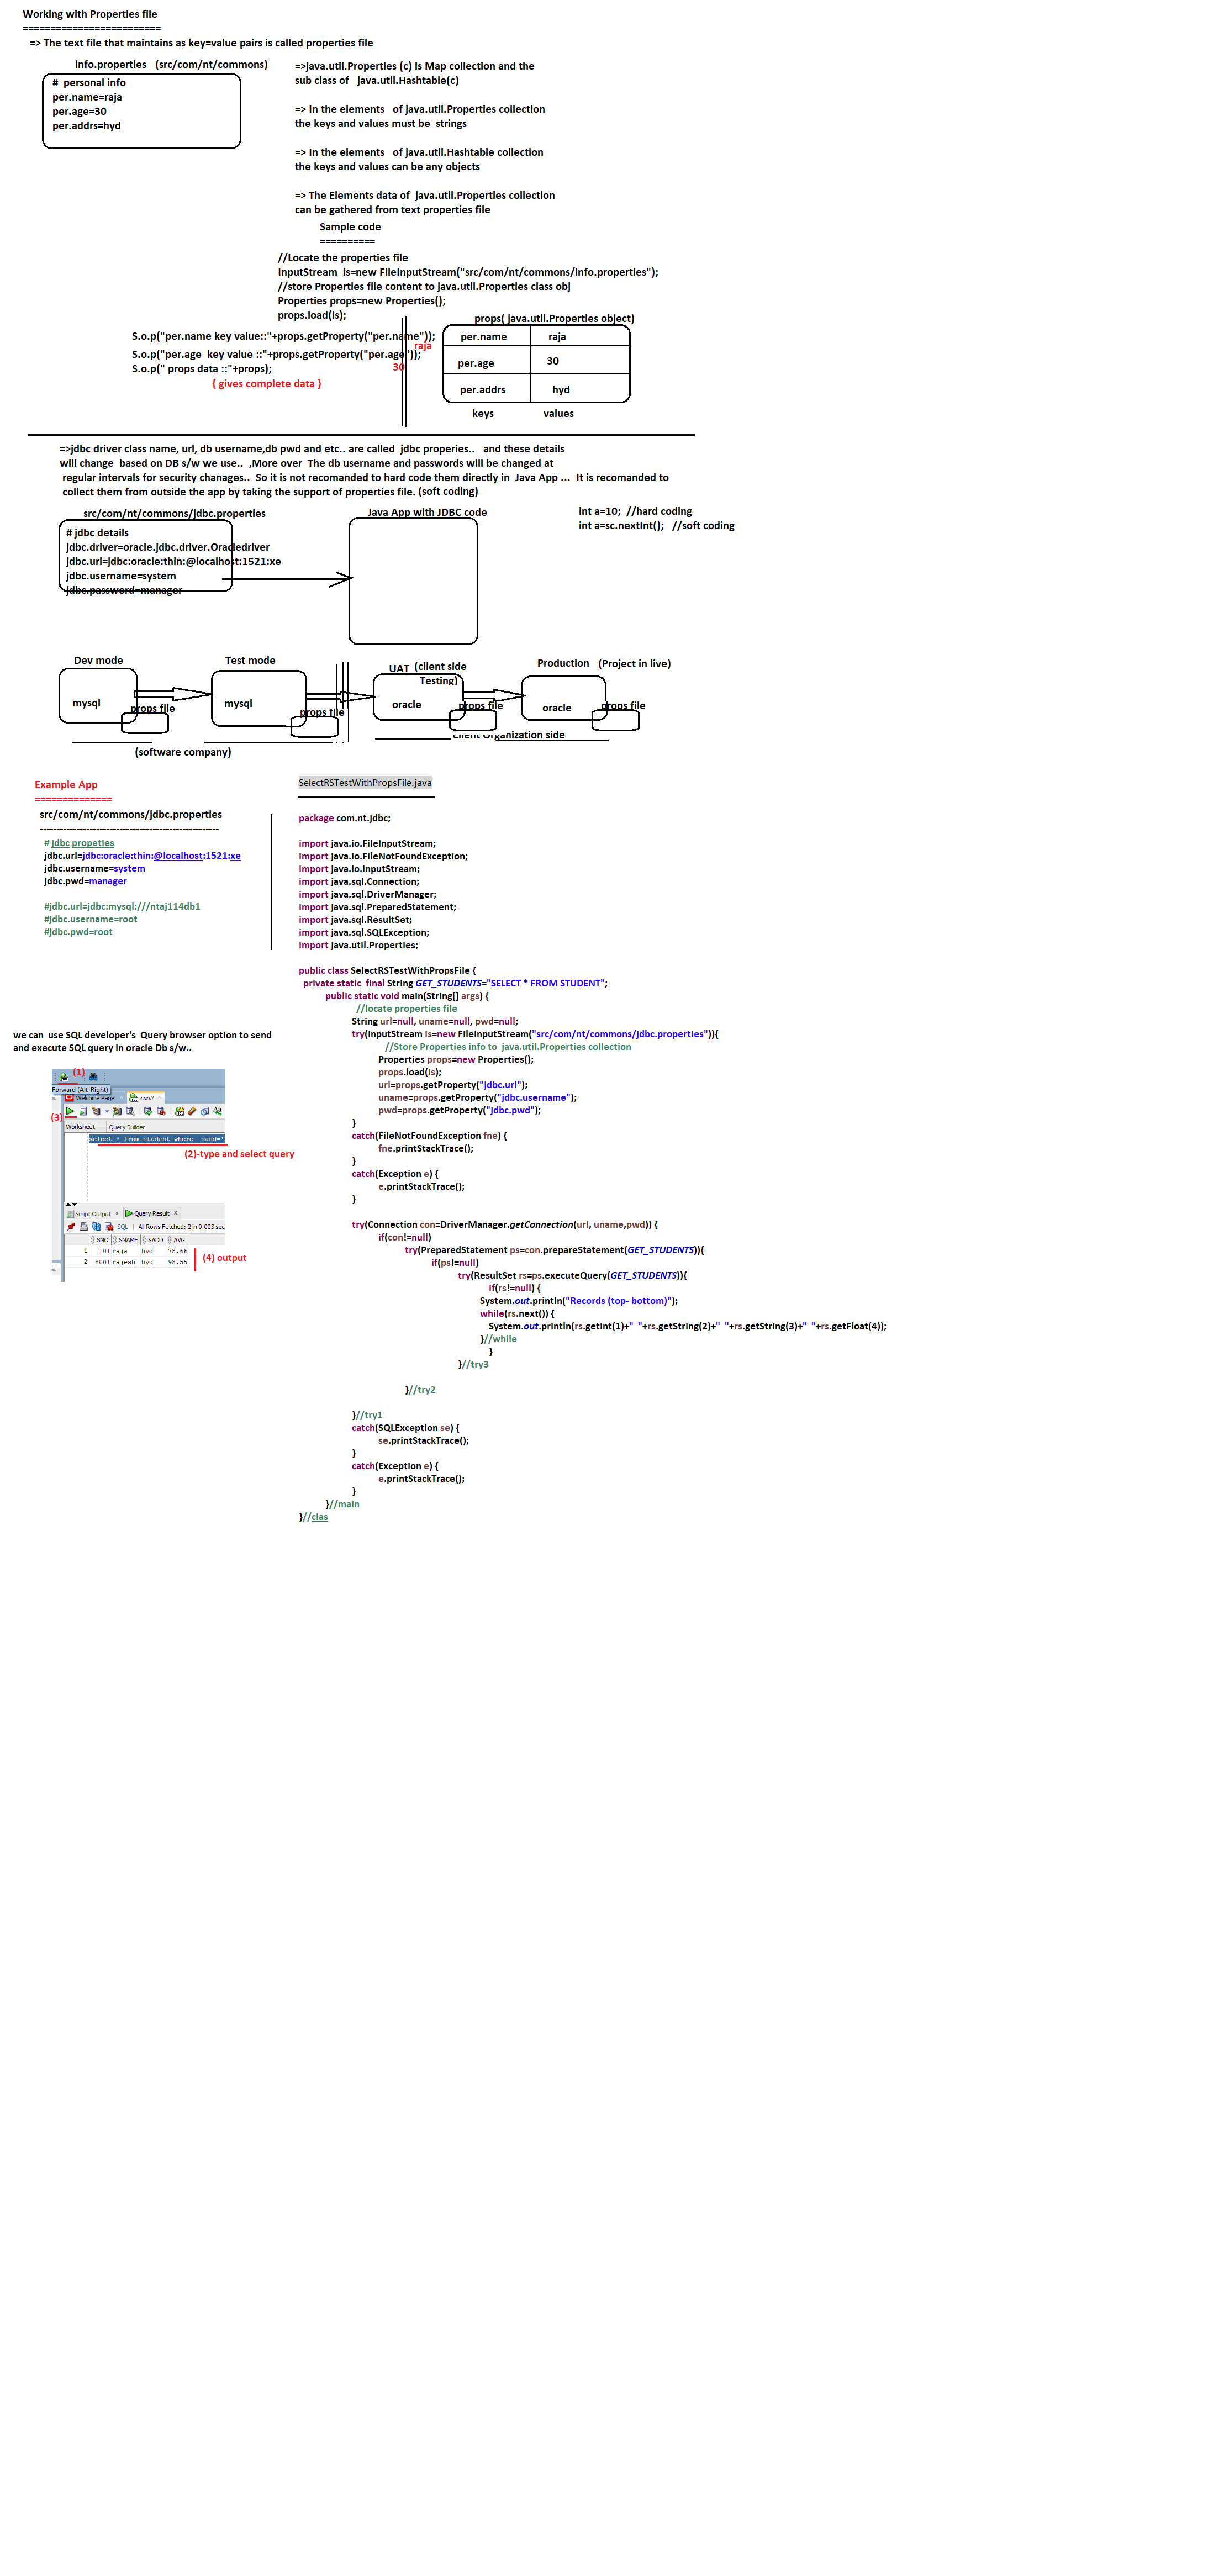 Working with Properties file
=========================
=> The text file that maintains as key=value pairs is called properties file
info.properties (src/com/nt/commons)
# personal info
per.name=raja
per.age=30
per.addrs=hyd
=>java.util.Properties (c) is Map collection and the
sub class of java.util.Hashtable(c)
=> In the elements of java.util.Properties collection
the keys and values must be strings
=> In the elements of java.util.Hashtable collection
the keys and values can be any objects
=> The Elements data of java.util.Properties collection
can be gathered from text properties file
Sample code
==========
//Locate the properties file
InputStream is=new FileInputStream("src/com/nt/commons/info.properties");
//store Properties file content to java.util.Properties class obj
Properties props=new Properties();
props.load(is);
S.o.p("per.name key value::"+props.getProperty("per.name"));
raja
S.o.p("per.age key value ::"+props.getProperty("per.age"));
30
S.o.p(" props data ::"+props);
{ gives complete data }
props( java.util.Properties object)
per.name raja
per.age 30
per.addrs hyd
keys values
=>jdbc driver class name, url, db username,db pwd and etc.. are called jdbc properies.. and these details
will change based on DB s/w we use.. ,More over The db username and passwords will be changed at
regular intervals for security chanages.. So it is not recomanded to hard code them directly in Java App ... It is recomanded to
collect them from outside the app by taking the support of properties file. (soft coding)
src/com/nt/commons/jdbc.properties
# jdbc details
jdbc.driver=oracle.jdbc.driver.Oracledriver
jdbc.url=jdbc:oracle:thin:@localhost:1521:xe
jdbc.username=system
jdbc.password=manager
Java App with JDBC code
int a=10; //hard coding
int a=sc.nextInt(); //soft coding
Dev mode
mysql
props file
Test mode
mysql
props file
UAT (client side
Testing)
oracle
props file
Production (Project in live)
oracle
props file
(software company)
Client Organization side
Example App
==============
src/com/nt/commons/jdbc.properties
------------------------------------------------------
# jdbc propeties
jdbc.url=jdbc:oracle:thin:@localhost:1521:xe
jdbc.username=system
jdbc.pwd=manager
#jdbc.url=jdbc:mysql:///ntaj114db1
#jdbc.username=root
#jdbc.pwd=root
we can use SQL developer's Query browser option to send
and execute SQL query in oracle Db s/w..
(1)
Forward (Alt-Right)
Welcome Page con2
(3)
Worksheet Query Builder
select * from student where sadd='
(2)-type and select query
Script Output x Query Result x
SQL | All Rows Fetched: 2 in 0.003 sec
SNO SNAME SADD AVG
1 101 raja hyd 78.66
2 8001 rajesh hyd 98.55
(4) output
SelectRSTestWithPropsFile.java
package com.nt.jdbc;
import java.io.FileInputStream;
import java.io.FileNotFoundException;
import java.io.InputStream;
import java.sql.Connection;
import java.sql.DriverManager;
import java.sql.PreparedStatement;
import java.sql.ResultSet;
import java.sql.SQLException;
import java.util.Properties;
public class SelectRSTestWithPropsFile {
private static final String GET_STUDENTS="SELECT * FROM STUDENT";
public static void main(String[] args) {
//locate properties file
String url=null, uname=null, pwd=null;
try(InputStream is=new FileInputStream("src/com/nt/commons/jdbc.properties")){
//Store Properties info to java.util.Properties collection
Properties props=new Properties();
props.load(is);
url=props.getProperty("jdbc.url");
uname=props.getProperty("jdbc.username");
pwd=props.getProperty("jdbc.pwd");
}
catch(FileNotFoundException fne) {
fne.printStackTrace();
}
catch(Exception e) {
e.printStackTrace();
}
try(Connection con=DriverManager.getConnection(url, uname,pwd)) {
if(con!=null)
try(PreparedStatement ps=con.prepareStatement(GET_STUDENTS)){
if(ps!=null)
try(ResultSet rs=ps.executeQuery(GET_STUDENTS)){
if(rs!=null) {
System.out.println("Records (top- bottom)");
while(rs.next()) {
System.out.println(rs.getInt(1)+" "+rs.getString(2)+" "+rs.getString(3)+" "+rs.getFloat(4));
}//while
}
}//try3
}//try2
}//try1
catch(SQLException se) {
se.printStackTrace();
}
catch(Exception e) {
e.printStackTrace();
}
}//main
}//clas